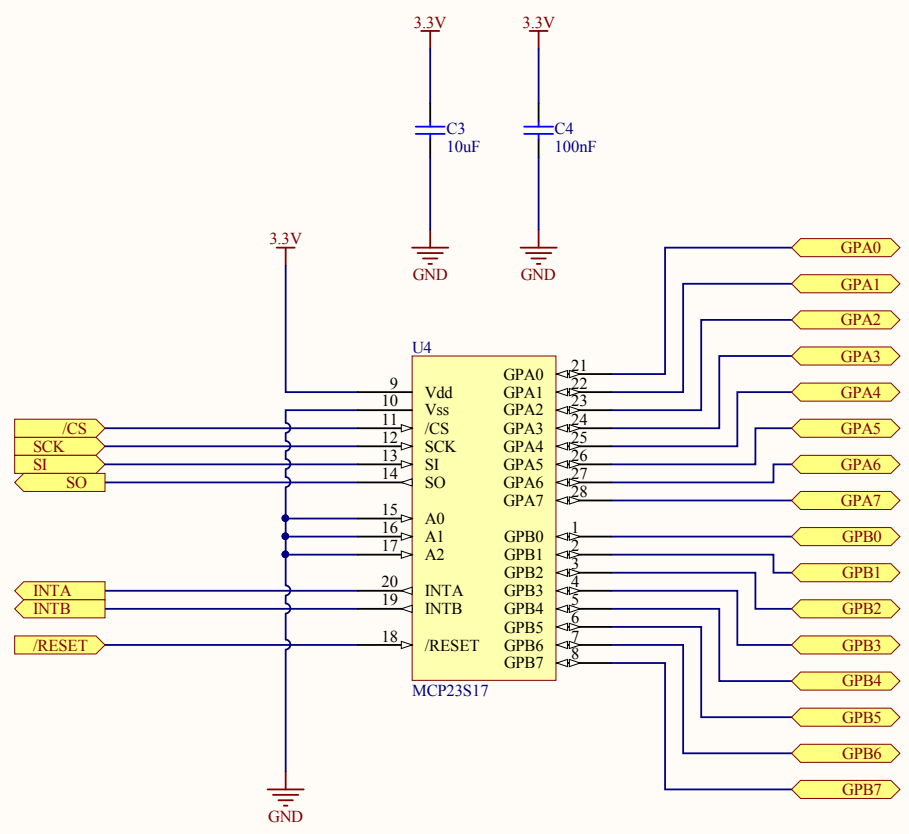 3.3V
3.3V
C3
10uF
C4
100nF
GND
GND
3.3V
GND
U4
MCP23S17
9 Vdd
10 Vss
/CS 11 /CS
SCK 12 SCK
SI 13 SI
SO 14 SO
15 A0
16 A1
17 A2
INTA 20 INTA
INTB 19 INTB
/RESET 18 /RESET
GPA0 21
GPA1 22
GPA2 23
GPA3 24
GPA4 25
GPA5 26
GPA6 27
GPA7 28
GPB0 1
GPB1 2
GPB2 3
GPB3 4
GPB4 5
GPB5 6
GPB6 7
GPB7 8
GPA0
GPA1
GPA2
GPA3
GPA4
GPA5
GPA6
GPA7
GPB0
GPB1
GPB2
GPB3
GPB4
GPB5
GPB6
GPB7